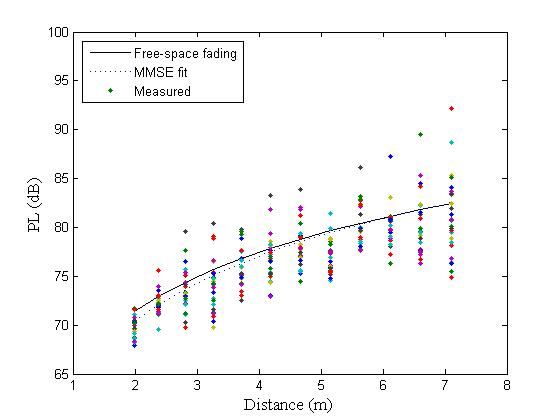 100
95
90
85
80
75
70
65
PL (dB)
Free-space fading
MMSE fit
Measured
1 2 3 4 5 6 7 8
Distance (m)